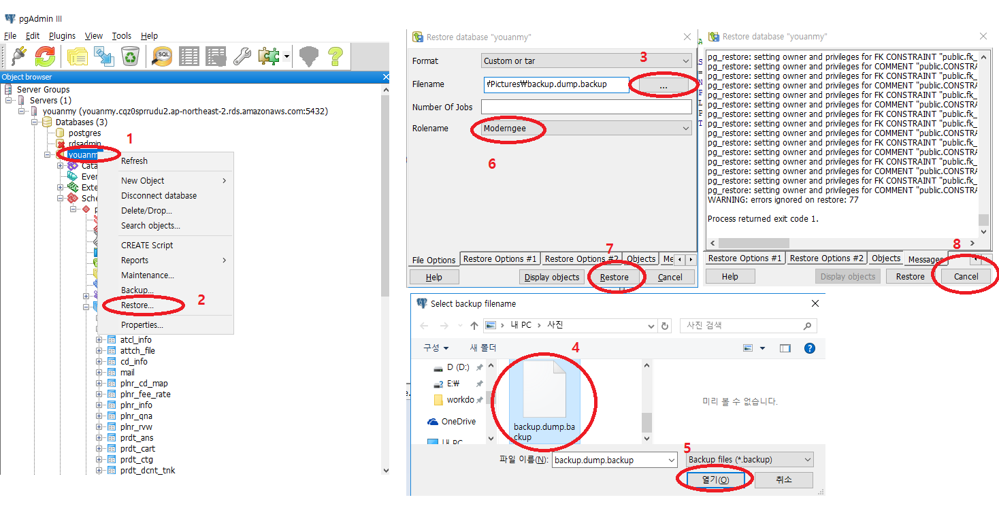 pgAdmin III
File Edit Plugins View Tools Help
Object browser
Server Groups
Servers (1)
youanmy (youanmy.cqz0sprrudu2.ap-northeast-2.rds.amazonaws.com:5432)
Databases (3)
postgres
rdsadmin
youanmy
1
Refresh
New Object
Disconnect database
Delete/Drop...
Search objects...
CREATE Script
Reports
Maintenance...
Backup...
Restore...
2
Properties...
atcl_info
attch_file
cd_info
mail
plnr_cd_map
plnr_fee_rate
plnr_info
plnr_qna
plnr_rvw
prdt_ans
prdt_cart
prdt_ctg
prdt_dcnt_tnk
Restore database "youanmy"
Format Custom or tar
3
Filename ₩Pictures₩backup.dump.backup ...
Number Of Jobs
Rolename Moderngee
6
7
File Options Restore Options #1 Restore Options #2 Objects Me
Help Display objects Restore Cancel
Restore database "youanmy"
pg_restore: setting owner and privileges for FK CONSTRAINT "public.fk_
pg_restore: setting owner and privileges for COMMENT "public.CONSTRA
pg_restore: setting owner and privileges for FK CONSTRAINT "public.fk_
pg_restore: setting owner and privileges for COMMENT "public.CONSTRA
pg_restore: setting owner and privileges for FK CONSTRAINT "public.fk_
pg_restore: setting owner and privileges for COMMENT "public.CONSTRA
pg_restore: setting owner and privileges for FK CONSTRAINT "public.fk_
pg_restore: setting owner and privileges for COMMENT "public.CONSTRA
pg_restore: setting owner and privileges for FK CONSTRAINT "public.fk_
pg_restore: setting owner and privileges for COMMENT "public.CONSTRA
pg_restore: setting owner and privileges for FK CONSTRAINT "public.fk_
pg_restore: setting owner and privileges for COMMENT "public.CONSTRA
pg_restore: setting owner and privileges for FK CONSTRAINT "public.fk_
pg_restore: setting owner and privileges for COMMENT "public.CONSTRA
pg_restore: setting owner and privileges for COMMENT "public.CONSTRA
WARNING: errors ignored on restore: 77
Process returned exit code 1.
8
Restore Options #1 Restore Options #2 Objects Messages
Help Display objects Restore Cancel
Select backup filename
내 PC > 사진
사진 검색
구성 새 폴더
4
D (D:)
E:₩
workdo
OneDrive
내 PC
backup.dump.ba
ckup
미리 볼 수 없습니다.
5
파일 이름(N): backup.dump.backup Backup files (*.backup)
열기(O) 취소